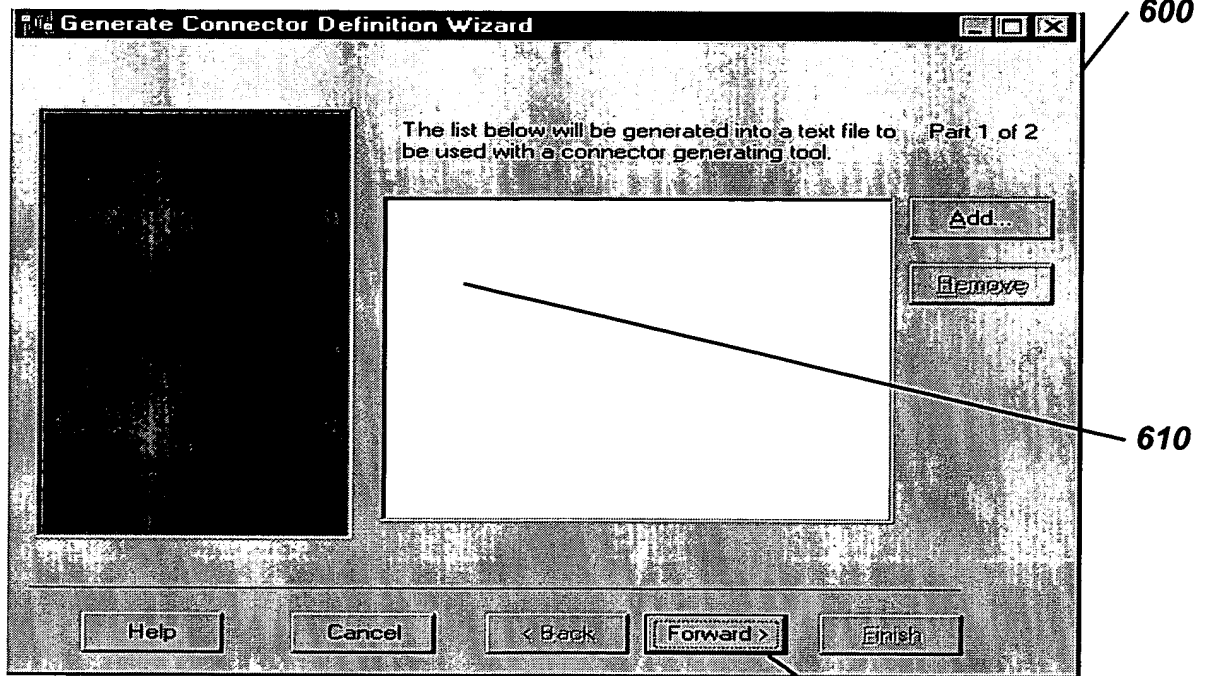 600
Generate Connector Definition Wizard
The list below will be generated into a text file to
be used with a connector generating tool.
Part 1 of 2
Add...
Remove
610
Help
Cancel
< Back
Forward >
Finish